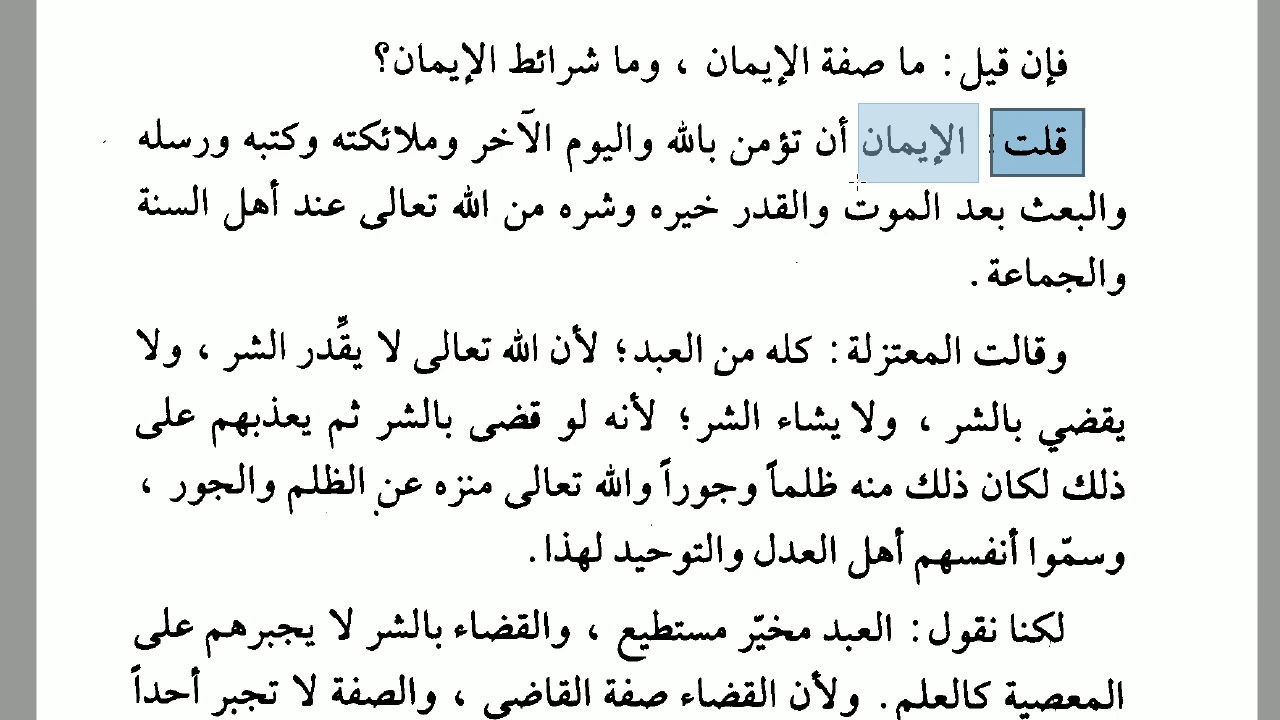 فإن قيل: ما صفة الإيمان ، وما شرائط الإيمان؟
قلت: الإيمان أن تؤمن بالله واليوم الآخر وملائكته وكتبه ورسله
والبعث بعد الموت والقدر خيره وشره من الله تعالى عند أهل السنة
والجماعة.
وقالت المعتزلة: كله من العبد؛ لأن الله تعالى لا يقِّدر الشر ، ولا
يقضي بالشر ، ولا يشاء الشر؛ لأنه لو قضى بالشر ثم يعذبهم على
ذلك لكان ذلك منه ظلماً وجوراً والله تعالى منزه عن الظلم والجور ،
وسمّوا أنفسهم أهل العدل والتوحيد لهذا.
لكنا نقول: العبد مخيّر مستطيع ، والقضاء بالشر لا يجبرهم على
المعصية كالعلم. ولأن القضاء صفة القاضي ، والصفة لا تجبر أحداً